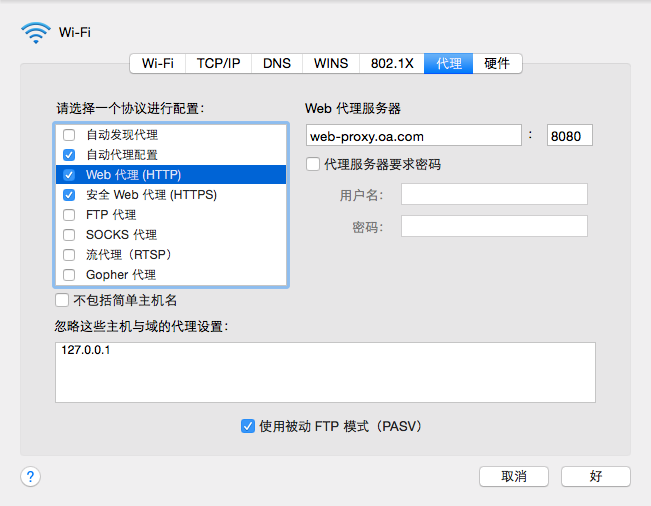 Wi-Fi
Wi-Fi TCP/IP DNS WINS 802.1X 代理 硬件
请选择一个协议进行配置：
自动发现代理
自动代理配置
Web 代理 (HTTP)
安全 Web 代理 (HTTPS)
FTP 代理
SOCKS 代理
流代理（RTSP）
Gopher 代理
Web 代理服务器
web-proxy.oa.com : 8080
代理服务器要求密码
用户名：
密码：
不包括简单主机名
忽略这些主机与域的代理设置：
127.0.0.1
使用被动 FTP 模式（PASV）
? 取消 好